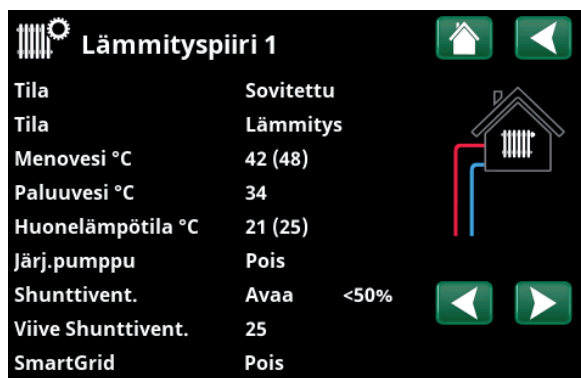 Lämmityspiiri 1
Tila Sovitettu
Tila Lämmitys
Menovesi °C 42 (48)
Paluuvesi °C 34
Huonelämpötila °C 21 (25)
Järj.pumppu Pois
Shunttivent. Avaa <50%
Viive Shunttivent. 25
SmartGrid Pois